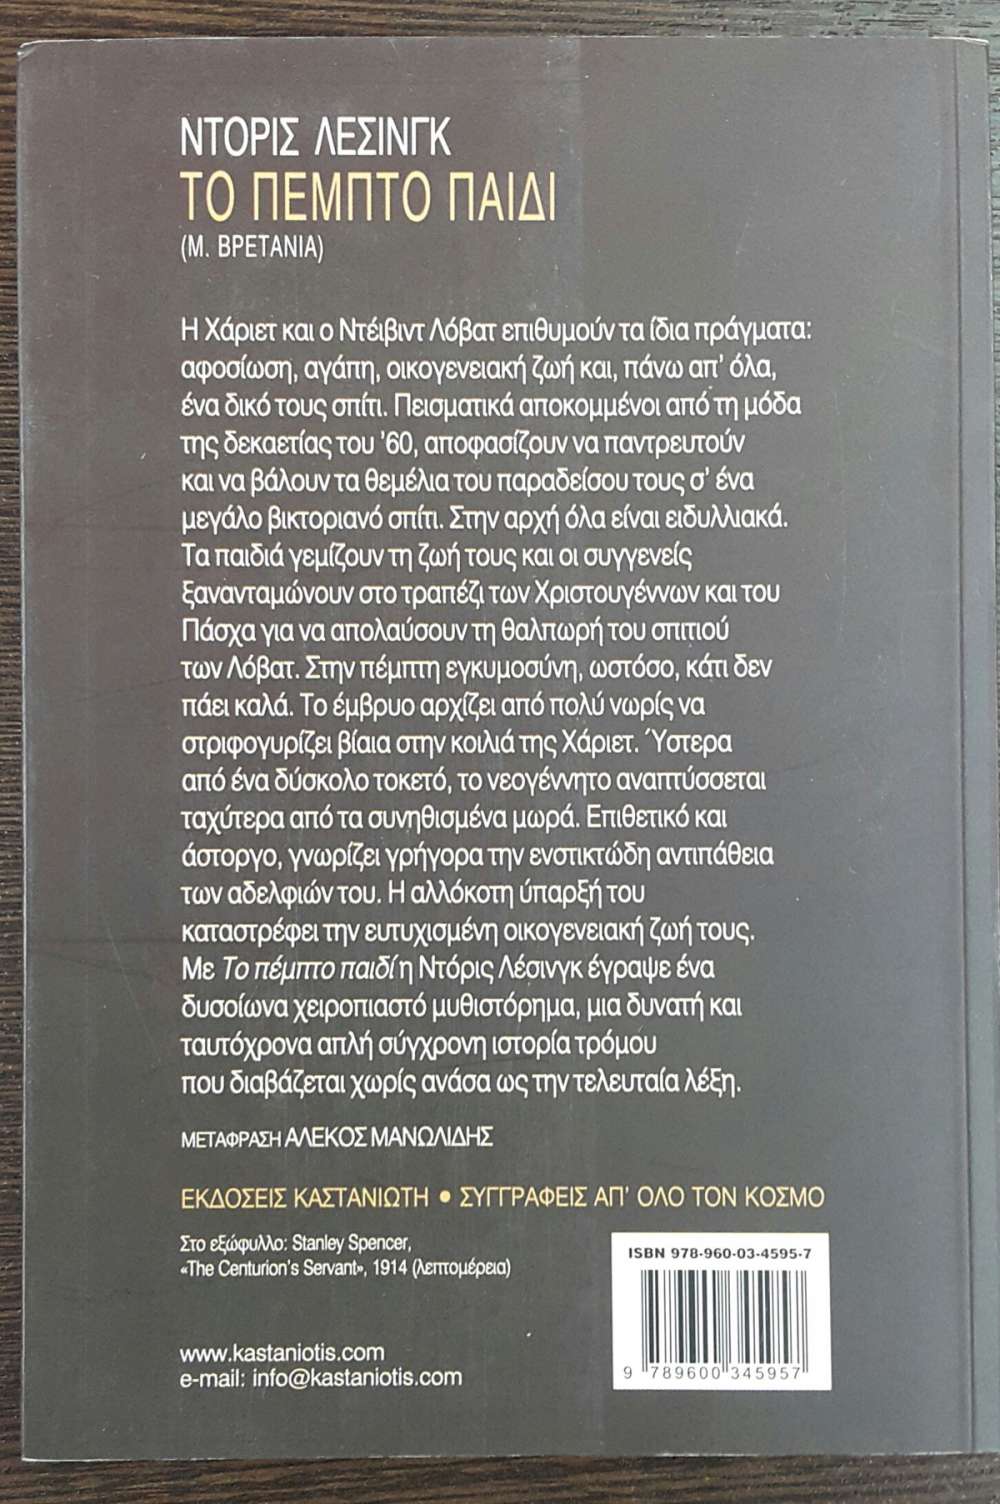 ΝΤΟΡΙΣ ΛΕΣΙΝΓΚ
ΤΟ ΠΕΜΠΤΟ ΠΑΙΔΙ
(Μ. ΒΡΕΤΑΝΙΑ)
Η Χάριετ και ο Ντέιβιντ Λόβατ επιθυμούν τα ίδια πράγματα:
αφοσίωση, αγάπη, οικογενειακή ζωή και, πάνω απ' όλα,
ένα δικό τους σπίτι. Πεισματικά αποκομμένοι από τη μόδα
της δεκαετίας του '60, αποφασίζουν να παντρευτούν
και να βάλουν τα θεμέλια του παραδείσου τους σ' ένα
μεγάλο βικτοριανό σπίτι. Στην αρχή όλα είναι ειδυλλιακά.
Τα παιδιά γεμίζουν τη ζωή τους και οι συγγενείς
ξανανταμώνουν στο τραπέζι των Χριστουγέννων και του
Πάσχα για να απολαύσουν τη θαλπωρή του σπιτιού
των Λόβατ. Στην πέμπτη εγκυμοσύνη, ωστόσο, κάτι δεν
πάει καλά. Το έμβρυο αρχίζει από πολύ νωρίς να
στριφογυρίζει βίαια στην κοιλιά της Χάριετ. Ύστερα
από ένα δύσκολο τοκετό, το νεογέννητο αναπτύσσεται
ταχύτερα από τα συνηθισμένα μωρά. Επιθετικό και
άστοργο, γνωρίζει γρήγορα την ενστικτώδη αντιπάθεια
των αδελφιών του. Η αλλόκοτη ύπαρξή του
καταστρέφει την ευτυχισμένη οικογενειακή ζωή τους.
Με Το πέμπτο παιδί η Ντόρις Λέσινγκ έγραψε ένα
δυσοίωνα χειροπιαστό μυθιστόρημα, μια δυνατή και
ταυτόχρονα απλή σύγχρονη ιστορία τρόμου
που διαβάζεται χωρίς ανάσα ως την τελευταία λέξη.
ΜΕΤΑΦΡΑΣΗ ΑΛΕΚΟΣ ΜΑΝΩΛΙΔΗΣ
ΕΚΔΟΣΕΙΣ ΚΑΣΤΑΝΙΩΤΗ • ΣΥΓΓΡΑΦΕΙΣ ΑΠ' ΟΛΟ ΤΟΝ ΚΟΣΜΟ
Στο εξώφυλλο: Stanley Spencer,
«The Centurion's Servant», 1914 (λεπτομέρεια)
ISBN 978-960-03-4595-7
9 789600 345957
www.kastaniotis.com
e-mail: info@kastaniotis.com